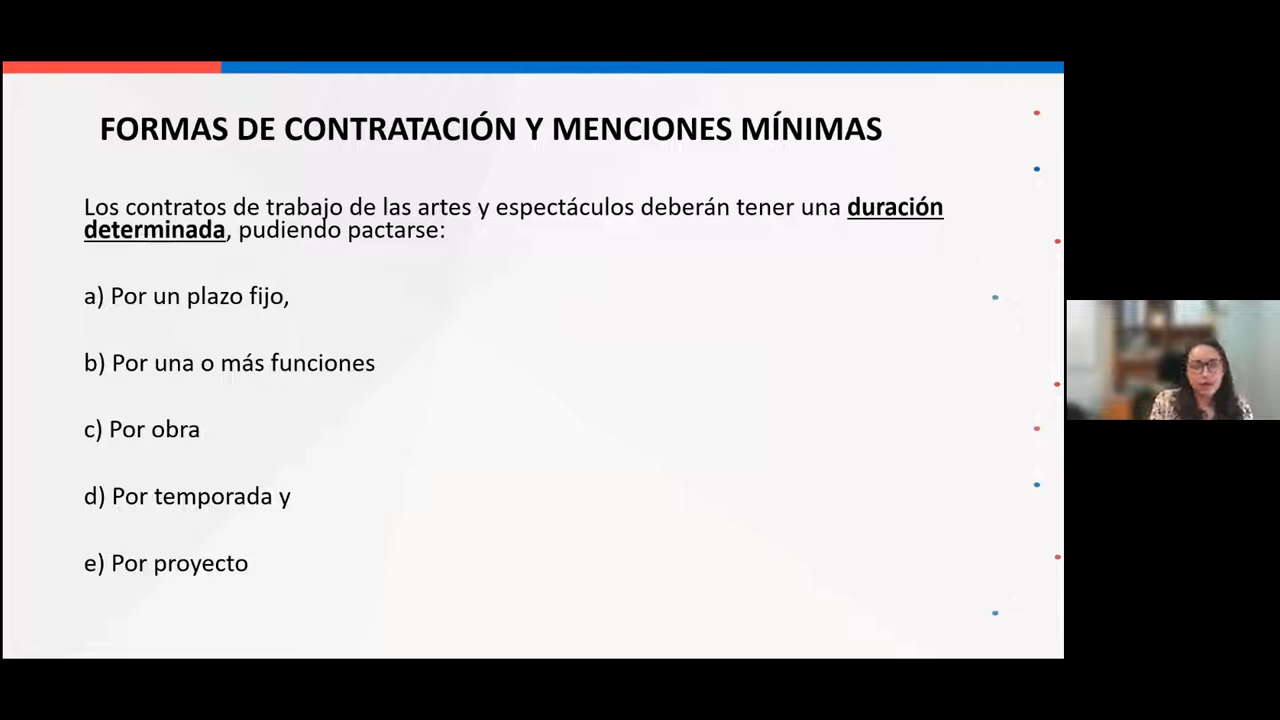 FORMAS DE CONTRATACIÓN Y MENCIONES MÍNIMAS
Los contratos de trabajo de las artes y espectáculos deberán tener una duración
determinada, pudiendo pactarse:
a) Por un plazo fijo,
b) Por una o más funciones
c) Por obra
d) Por temporada y
e) Por proyecto